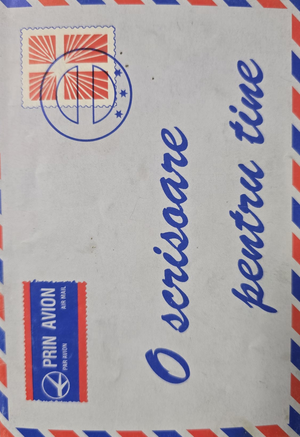 O scrisoare
pentru tine
PRIN AVION
PAR AVION
AIR MAIL